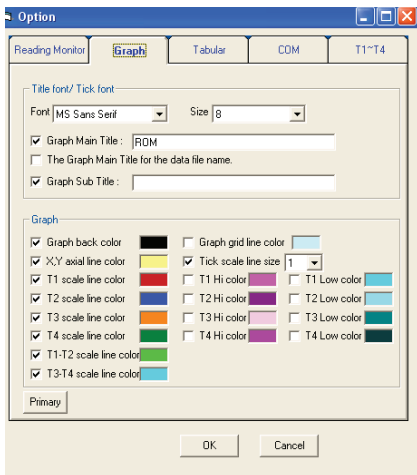 Option
Reading Monitor Graph Tabular COM T1~T4
Title font/ Tick font
Font MS Sans Serif Size 8
Graph Main Title : ROM
The Graph Main Title for the data file name.
Graph Sub Title :
Graph
Graph back color Graph grid line color
X,Y axial line color Tick scale line size 1
T1 scale line color T1 Hi color T1 Low color
T2 scale line color T2 Hi color T2 Low color
T3 scale line color T3 Hi color T3 Low color
T4 scale line color T4 Hi color T4 Low color
T1-T2 scale line color
T3-T4 scale line color
Primary
OK Cancel